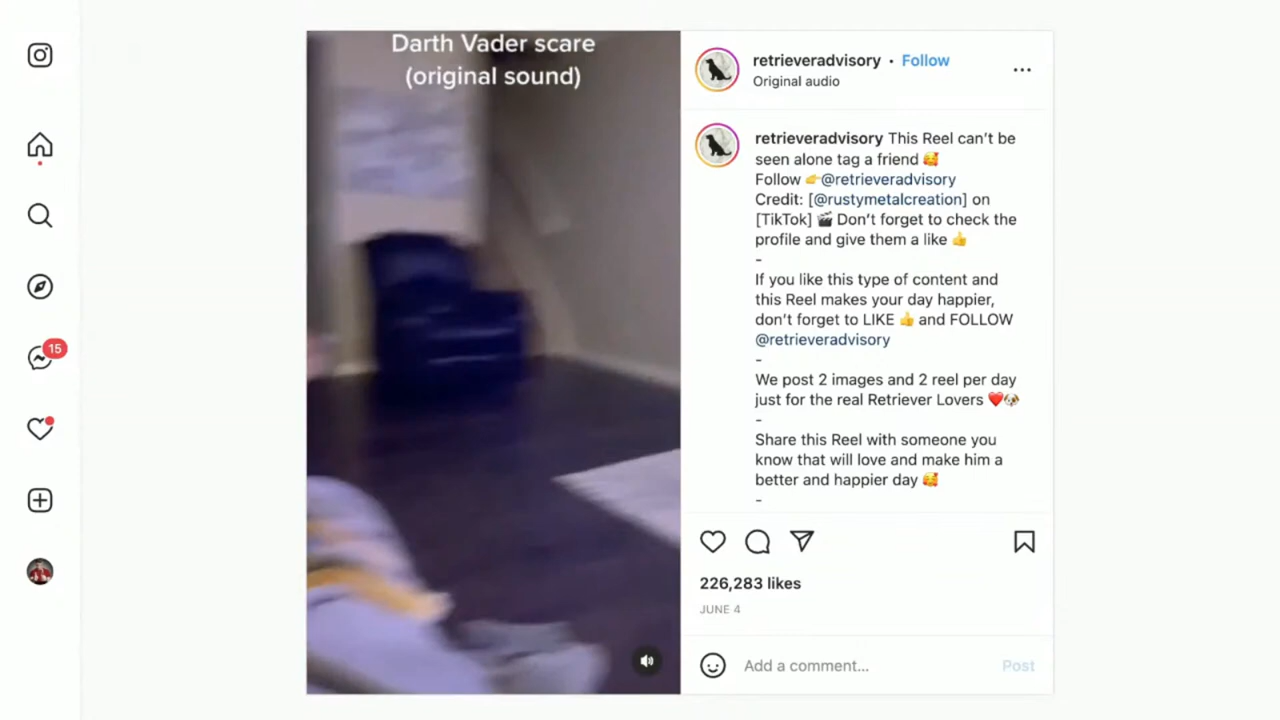 Darth Vader scare
(original sound)
retrieveradvisory • Follow
Original audio
retrieveradvisory This Reel can't be
seen alone tag a friend 🥰
Follow 👉@retrieveradvisory
Credit: [@rustymetalcreation] on
[TikTok] 🎬 Don't forget to check the
profile and give them a like 👍
-
If you like this type of content and
this Reel makes your day happier,
don't forget to LIKE 👍 and FOLLOW
@retrieveradvisory
-
We post 2 images and 2 reel per day
just for the real Retriever Lovers ❤️🐶
-
Share this Reel with someone you
know that will love and make him a
better and happier day 🥰
-
15
226,283 likes
JUNE 4
Add a comment...
Post